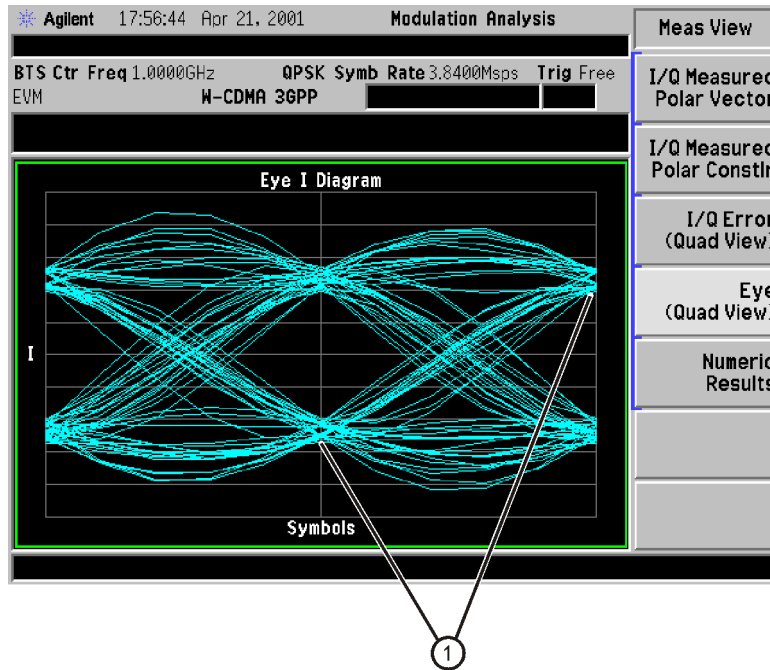 Agilent 17:56:44 Apr 21, 2001 Modulation Analysis
Meas View
BTS Ctr Freq 1.0000GHz QPSK Symb Rate 3.8400Msps Trig Free
EVM W-CDMA 3GPP
I/Q Measured
Polar Vector
I/Q Measured
Polar Constln
I/Q Error
(Quad View)
Eye
(Quad View)
Numeric
Results
Eye I Diagram
I
Symbols
1